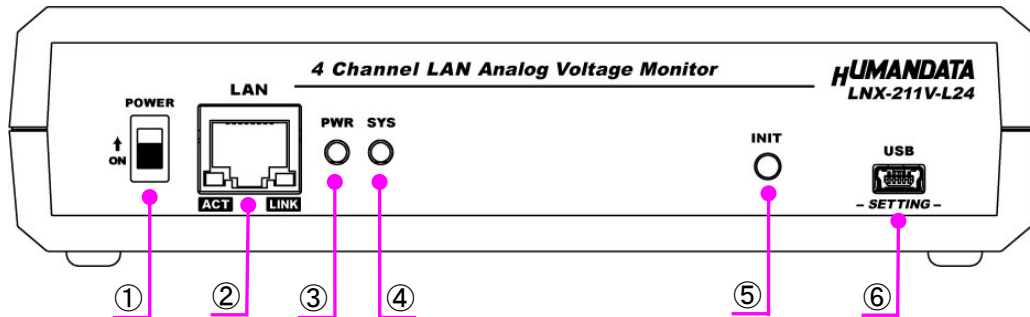 4 Channel LAN Analog Voltage Monitor
HUMANDATA
LNX-211V-L24
POWER
↑
ON
LAN
ACT
LINK
PWR
SYS
INIT
USB
– SETTING –
①
②
③
④
⑤
⑥